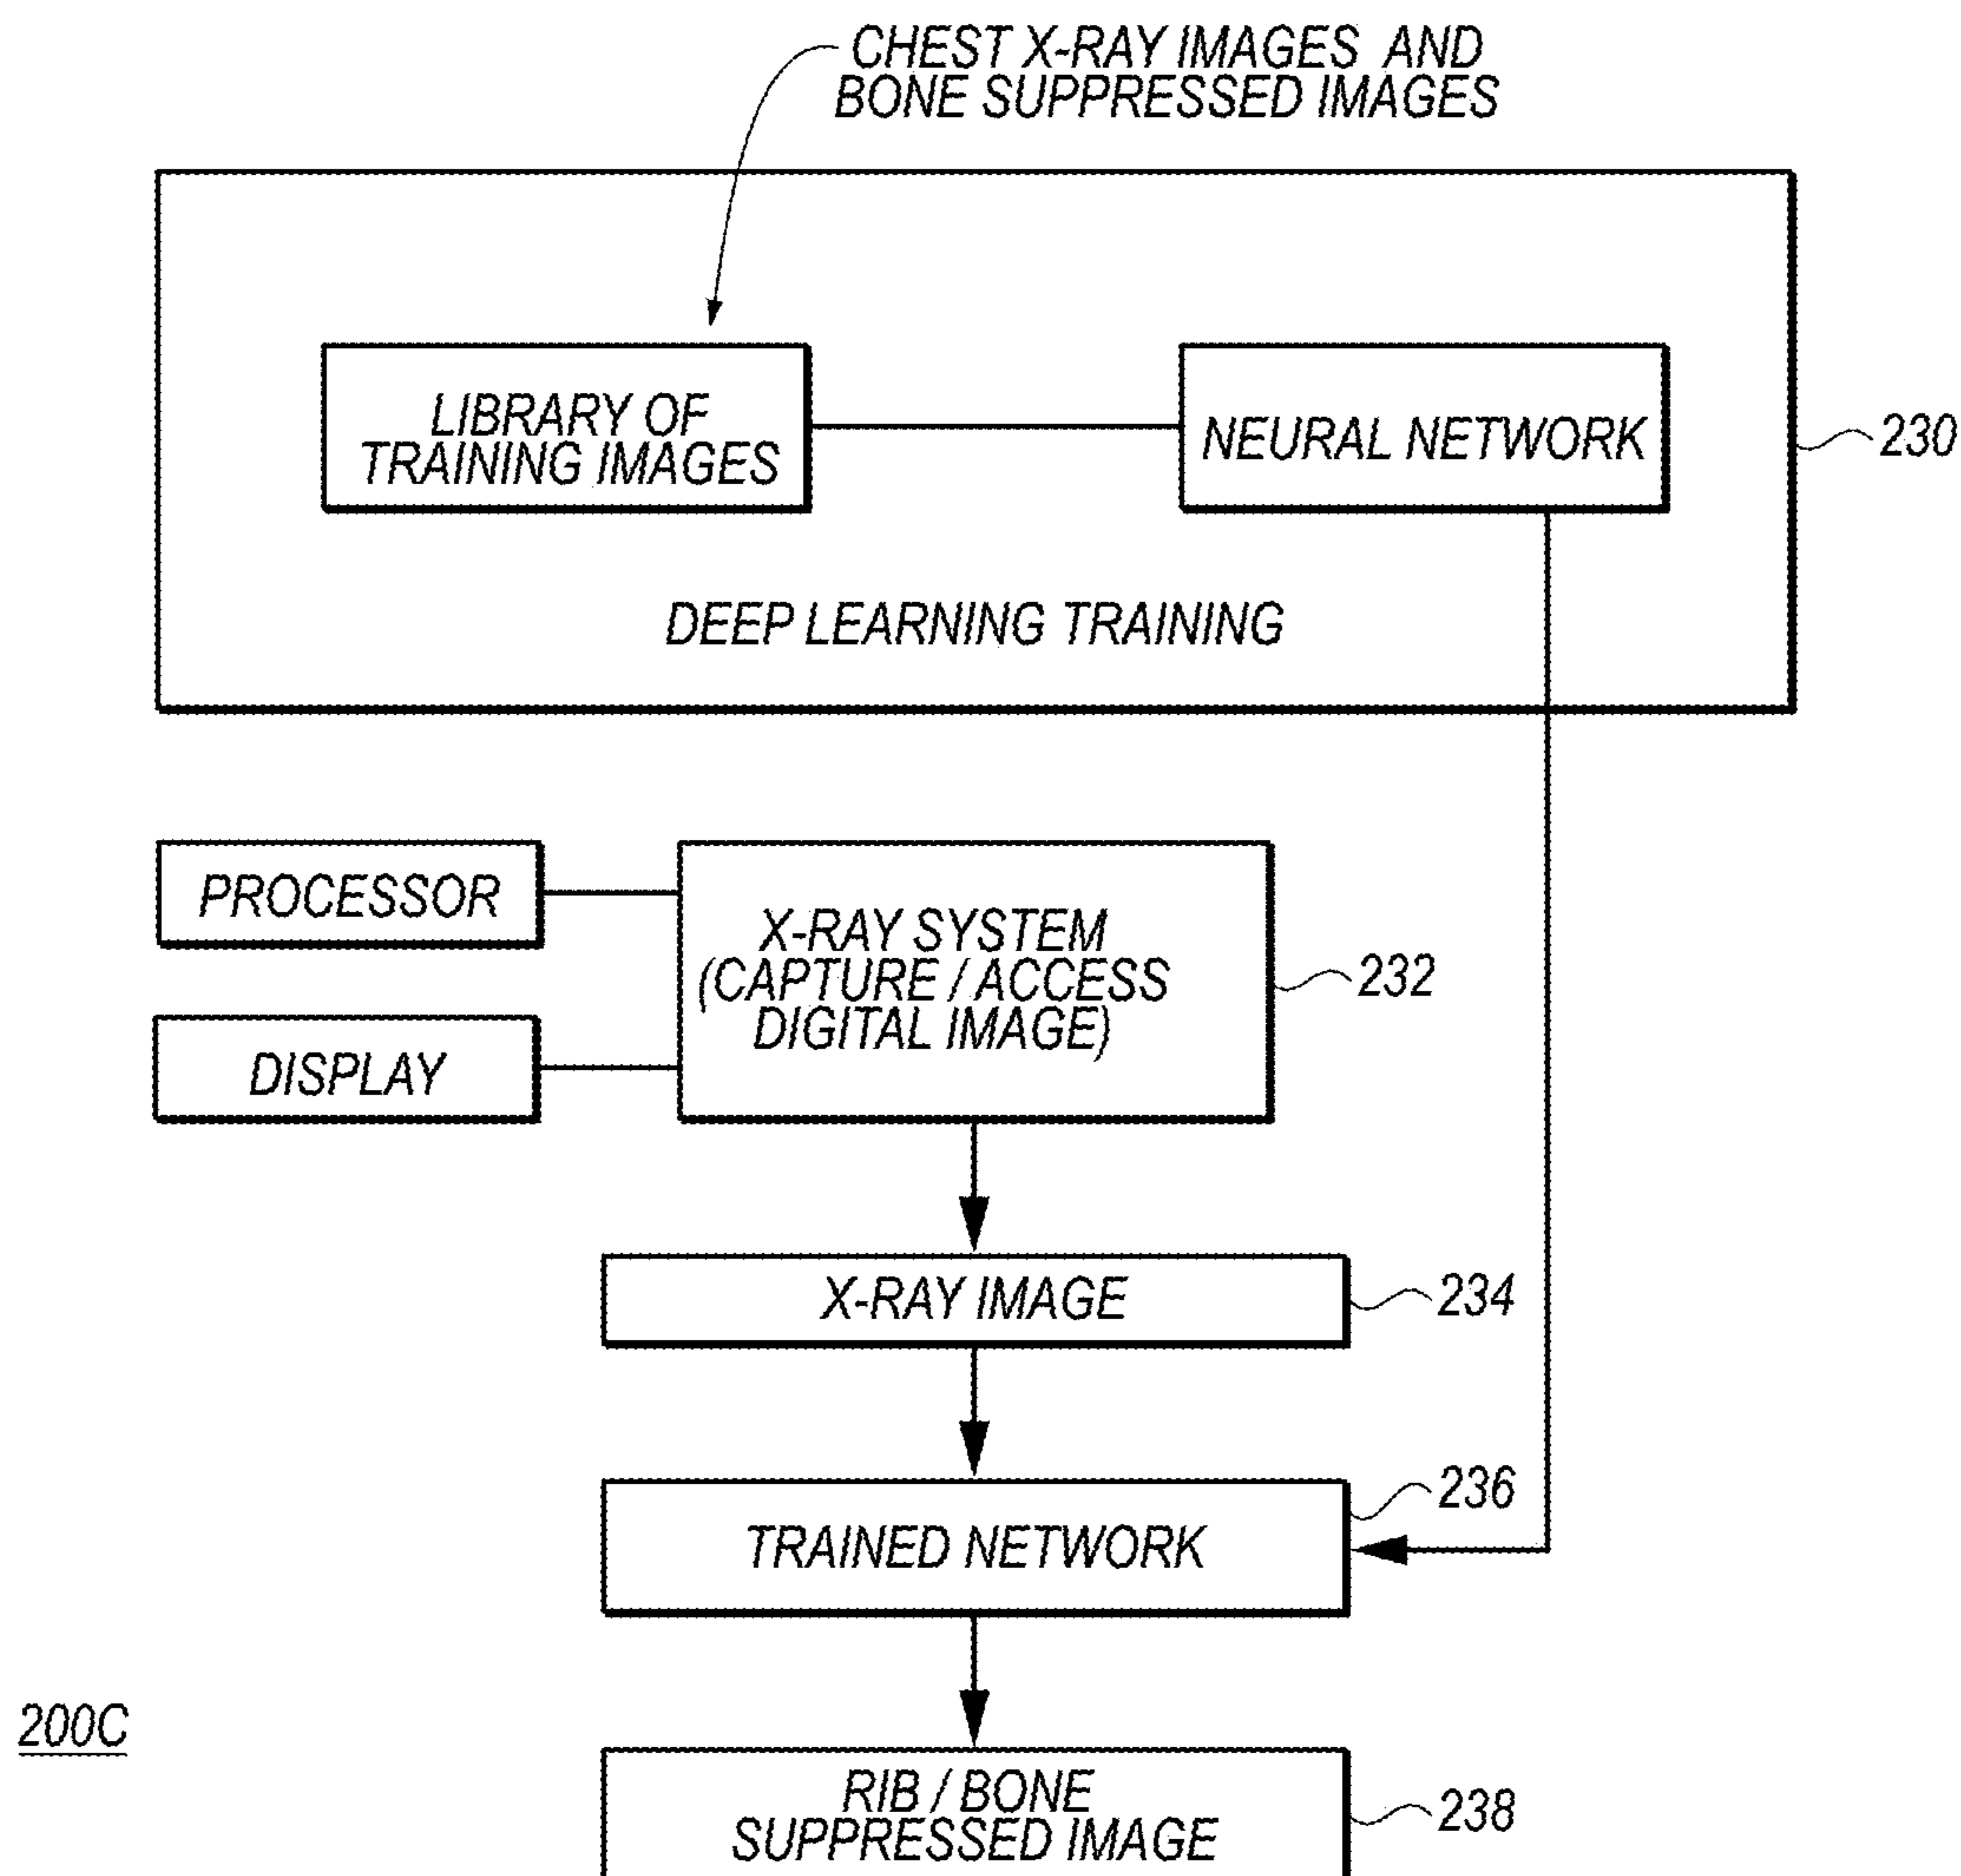 CHEST X-RAY IMAGES AND
BONE SUPPRESSED IMAGES
LIBRARY OF
TRAINING IMAGES
NEURAL NETWORK
230
DEEP LEARNING TRAINING
PROCESSOR
X-RAY SYSTEM
(CAPTURE / ACCESS
DIGITAL IMAGE)
232
DISPLAY
X-RAY IMAGE
234
236
TRAINED NETWORK
200C
RIB / BONE
SUPPRESSED IMAGE
238